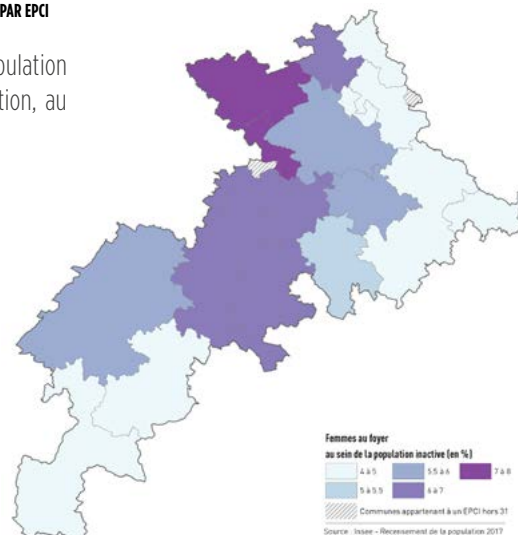 PAR EPCI
pulation
tion, au
Femmes au foyer
au sein de la population inactive (en %)
4 à 5
5,5 à 6
7 à 8
5 à 5,5
6 à 7
Communes appartenant à un EPCI hors 31
Source : Insee - Recensement de la population 2017